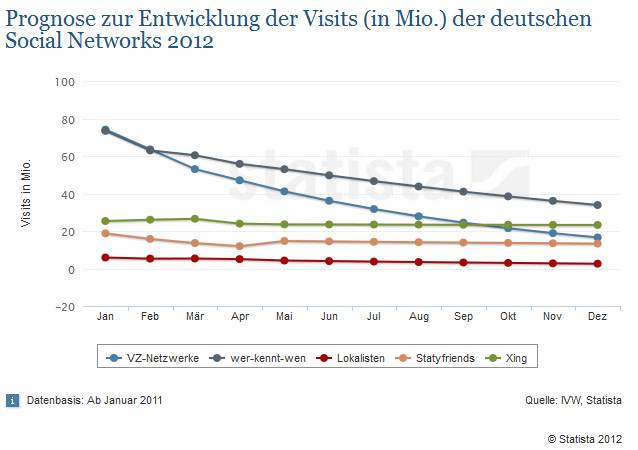 Prognose zur Entwicklung der Visits (in Mio.) der deutschen
Social Networks 2012
100
80
60
40
20
0
-20
Visits in Mio.
statista
Jan Feb Mär Apr Mai Jun Jul Aug Sep Okt Nov Dez
VZ-Netzwerke wer-kennt-wen Lokalisten Statyfriends Xing
i Datenbasis: Ab Januar 2011 Quelle: IVW, Statista
© Statista 2012